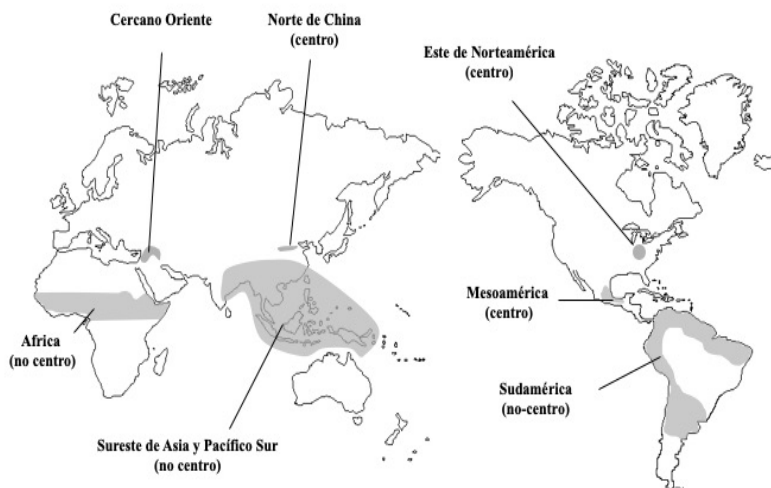 Cercano Oriente
Norte de China
(centro)
Este de Norteamérica
(centro)
Mesoamérica
(centro)
Africa
(no centro)
Sudamérica
(no-centro)
Sureste de Asia y Pacífico Sur
(no centro)